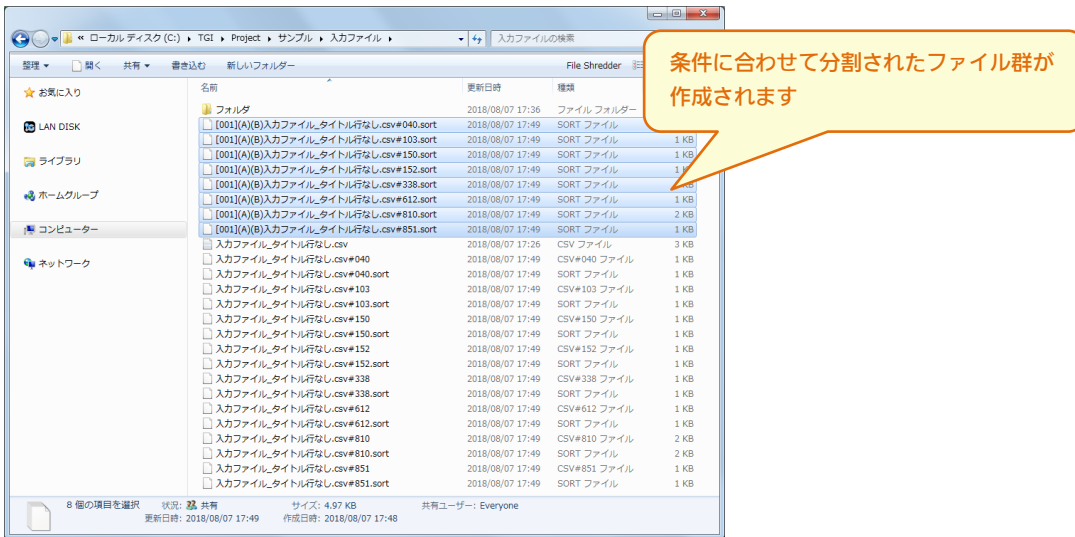 « ローカル ディスク (C:) ▸ TGI ▸ Project ▸ サンプル ▸ 入力ファイル ▸
入力ファイルの検索
整理 ▼ 開く 共有 ▼ 書き込む 新しいフォルダー File Shredder
条件に合わせて分割されたファイル群が
作成されます
お気に入り
LAN DISK
ライブラリ
ホームグループ
コンピューター
ネットワーク
名前 更新日時 種類
フォルダ 2018/08/07 17:36 ファイル フォルダー
[001](A)(B)入力ファイル_タイトル行なし.csv#040.sort 2018/08/07 17:49 SORT ファイル
[001](A)(B)入力ファイル_タイトル行なし.csv#103.sort 2018/08/07 17:49 SORT ファイル 1 KB
[001](A)(B)入力ファイル_タイトル行なし.csv#150.sort 2018/08/07 17:49 SORT ファイル 1 KB
[001](A)(B)入力ファイル_タイトル行なし.csv#152.sort 2018/08/07 17:49 SORT ファイル 1 KB
[001](A)(B)入力ファイル_タイトル行なし.csv#338.sort 2018/08/07 17:49 SORT ファイル KB
[001](A)(B)入力ファイル_タイトル行なし.csv#612.sort 2018/08/07 17:49 SORT ファイル 1 KB
[001](A)(B)入力ファイル_タイトル行なし.csv#810.sort 2018/08/07 17:49 SORT ファイル 2 KB
[001](A)(B)入力ファイル_タイトル行なし.csv#851.sort 2018/08/07 17:49 SORT ファイル 1 KB
入力ファイル_タイトル行なし.csv 2018/08/07 17:26 CSV ファイル 3 KB
入力ファイル_タイトル行なし.csv#040 2018/08/07 17:49 CSV#040 ファイル 1 KB
入力ファイル_タイトル行なし.csv#040.sort 2018/08/07 17:49 SORT ファイル 1 KB
入力ファイル_タイトル行なし.csv#103 2018/08/07 17:49 CSV#103 ファイル 1 KB
入力ファイル_タイトル行なし.csv#103.sort 2018/08/07 17:49 SORT ファイル 1 KB
入力ファイル_タイトル行なし.csv#150 2018/08/07 17:49 CSV#150 ファイル 1 KB
入力ファイル_タイトル行なし.csv#150.sort 2018/08/07 17:49 SORT ファイル 1 KB
入力ファイル_タイトル行なし.csv#152 2018/08/07 17:49 CSV#152 ファイル 1 KB
入力ファイル_タイトル行なし.csv#152.sort 2018/08/07 17:49 SORT ファイル 1 KB
入力ファイル_タイトル行なし.csv#338 2018/08/07 17:49 CSV#338 ファイル 1 KB
入力ファイル_タイトル行なし.csv#338.sort 2018/08/07 17:49 SORT ファイル 1 KB
入力ファイル_タイトル行なし.csv#612 2018/08/07 17:49 CSV#612 ファイル 1 KB
入力ファイル_タイトル行なし.csv#612.sort 2018/08/07 17:49 SORT ファイル 1 KB
入力ファイル_タイトル行なし.csv#810 2018/08/07 17:49 CSV#810 ファイル 2 KB
入力ファイル_タイトル行なし.csv#810.sort 2018/08/07 17:49 SORT ファイル 2 KB
入力ファイル_タイトル行なし.csv#851 2018/08/07 17:49 CSV#851 ファイル 1 KB
入力ファイル_タイトル行なし.csv#851.sort 2018/08/07 17:49 SORT ファイル 1 KB
8 個の項目を選択 状況: 共有 サイズ: 4.97 KB 共有ユーザー: Everyone
更新日時: 2018/08/07 17:49 作成日時: 2018/08/07 17:48